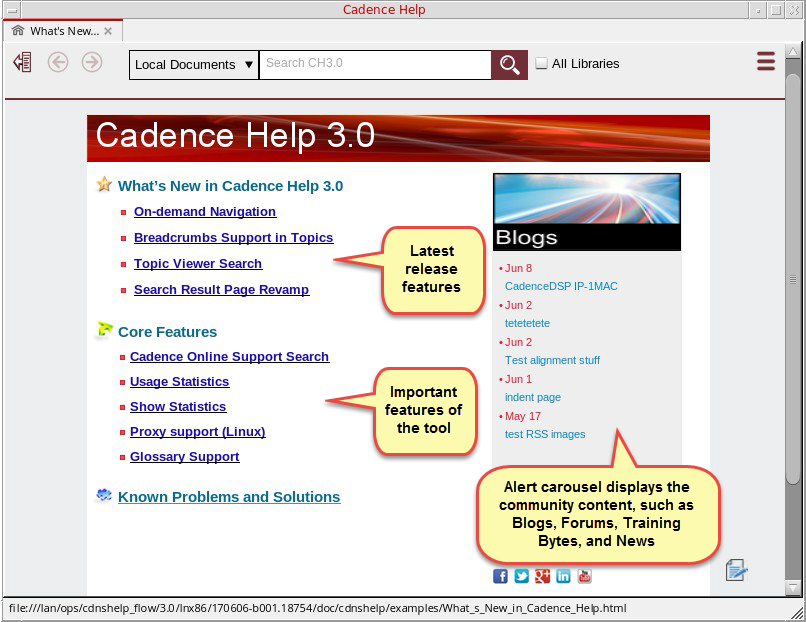 Cadence Help
What's New...
Local Documents
Search CH3.0
All Libraries
Cadence Help 3.0
What's New in Cadence Help 3.0
On-demand Navigation
Breadcrumbs Support in Topics
Topic Viewer Search
Search Result Page Revamp
Latest
release
features
Core Features
Cadence Online Support Search
Usage Statistics
Show Statistics
Proxy support (Linux)
Glossary Support
Important
features of
the tool
Known Problems and Solutions
Blogs
• Jun 8
CadenceDSP IP-1MAC
• Jun 2
tetetetete
• Jun 2
Test alignment stuff
• Jun 1
indent page
• May 17
test RSS images
Alert carousel displays the
community content, such as
Blogs, Forums, Training
Bytes, and News
file:///lan/ops/cdnshelp_flow/3.0/lnx86/170606-b001.18754/doc/cdnshelp/examples/What_s_New_in_Cadence_Help.html